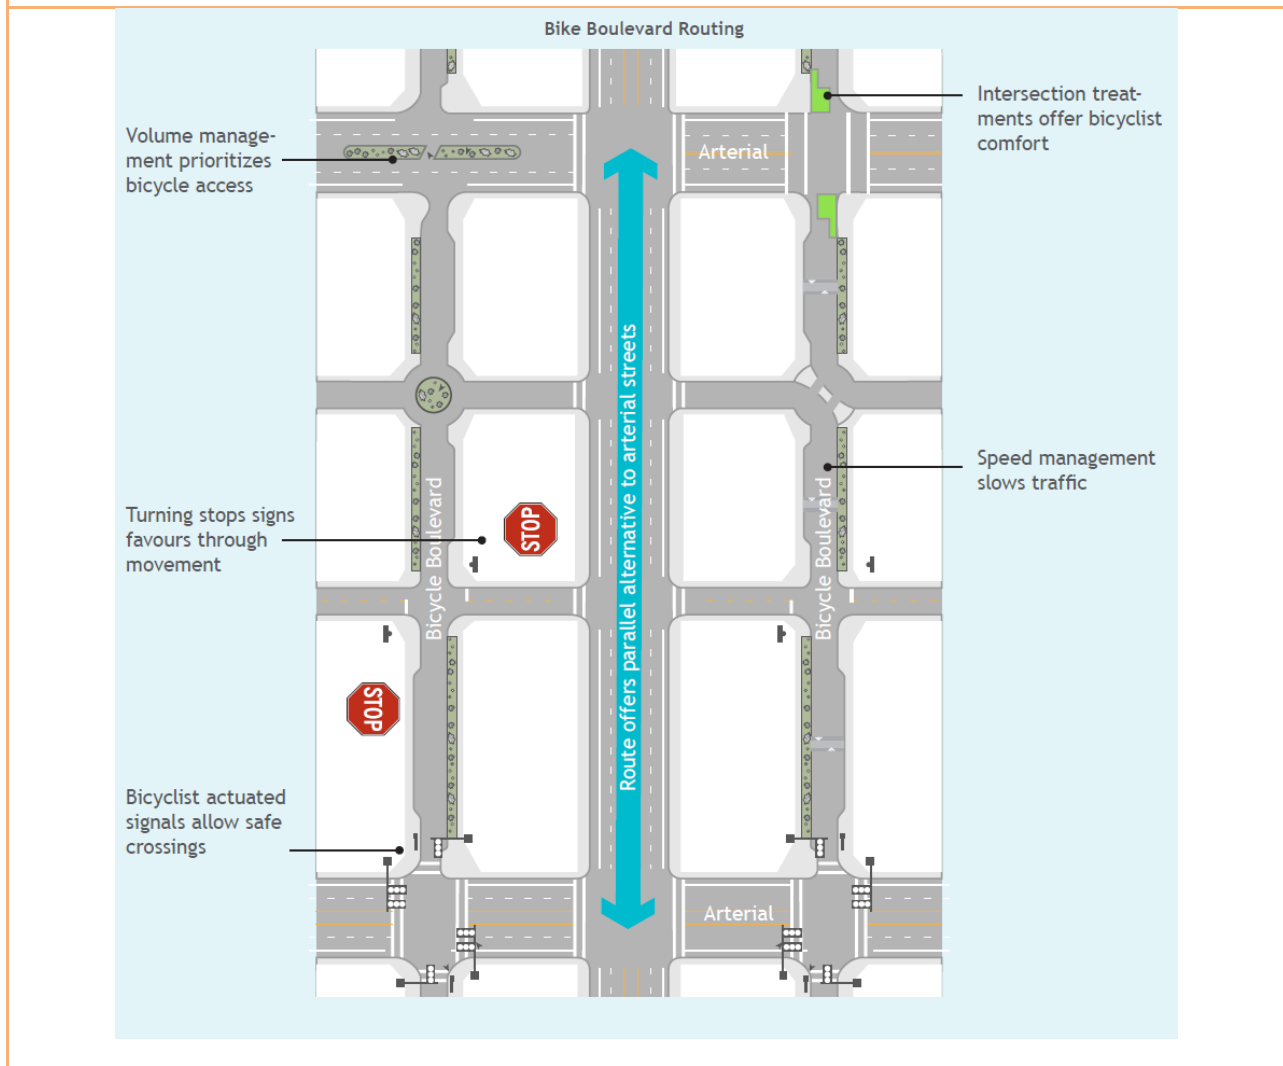 Bike Boulevard Routing
Volume manage-
ment prioritizes
bicycle access
Intersection treat-
ments offer bicyclist
comfort
Arterial
Route offers parallel alternative to arterial streets
Speed management
slows traffic
Turning stops signs
favours through
movement
STOP
Bicycle Boulevard
Bicycle Boulevard
STOP
Bicyclist actuated
signals allow safe
crossings
Arterial